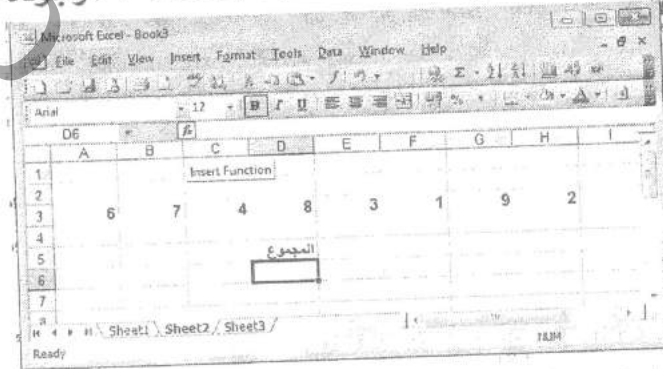 Microsoft Excel - Book3
File Edit View Insert Format Tools Data Window Help
Arial 12 B I U
D6 fx
A B C D E F G H I
Insert Function
1
2
3 6 7 4 8 3 1 9 2
4
5 المجموع
6
7
8
Sheet1 Sheet2 Sheet3
Ready NUM